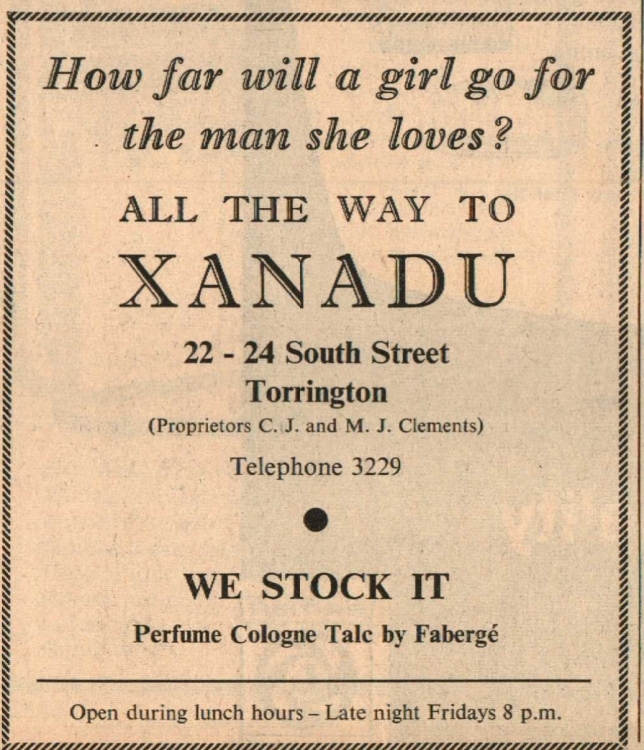 How far will a girl go for
the man she loves?
ALL THE WAY TO
XANADU
22 - 24 South Street
Torrington
(Proprietors C. J. and M. J. Clements)
Telephone 3229
WE STOCK IT
Perfume Cologne Talc by Fabergé
Open during lunch hours – Late night Fridays 8 p.m.